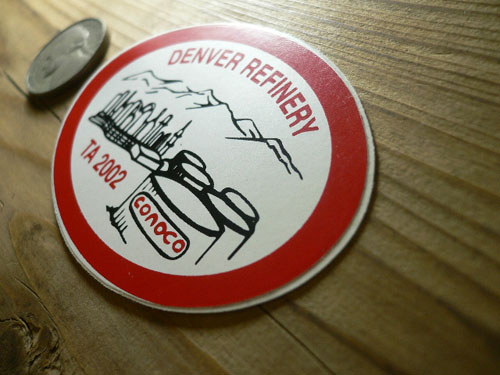 DENVER REFINERY
TA 2002
CONOCO